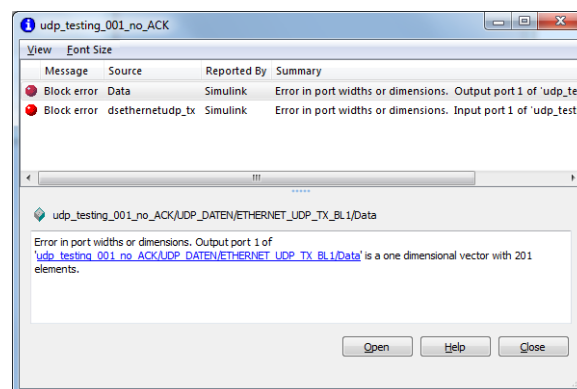 udp_testing_001_no_ACK
View Font Size
Message Source Reported By Summary
Block error Data Simulink Error in port widths or dimensions. Output port 1 of 'udp_te
Block error dsethernetudp_tx Simulink Error in port widths or dimensions. Input port 1 of 'udp_test
udp_testing_001_no_ACK/UDP_DATEN/ETHERNET_UDP_TX_BL1/Data
Error in port widths or dimensions. Output port 1 of
'udp_testing_001_no_ACK/UDP_DATEN/ETHERNET_UDP_TX_BL1/Data' is a one dimensional vector with 201
elements.
Open Help Close